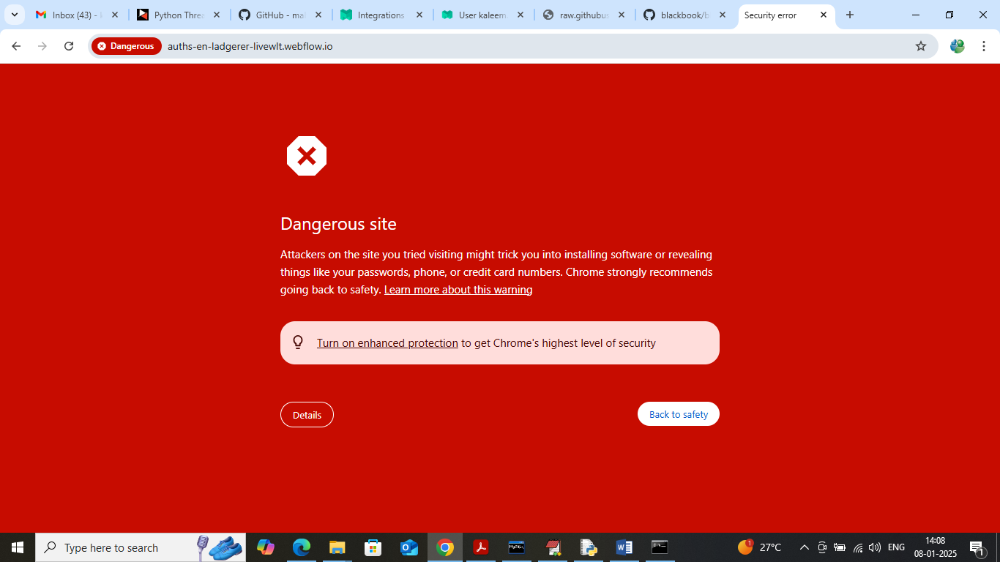 Inbox (43) -
Python Threa
GitHub - mal
Integrations
User kaleem.
raw.githubus
blackbook/b
Security error
Dangerous
auths-en-ladgerer-livewlt.webflow.io
Dangerous site
Attackers on the site you tried visiting might trick you into installing software or revealing
things like your passwords, phone, or credit card numbers. Chrome strongly recommends
going back to safety. Learn more about this warning
Turn on enhanced protection to get Chrome's highest level of security
Details
Back to safety
Type here to search
1
27°C
ENG
14:08
08-01-2025
1